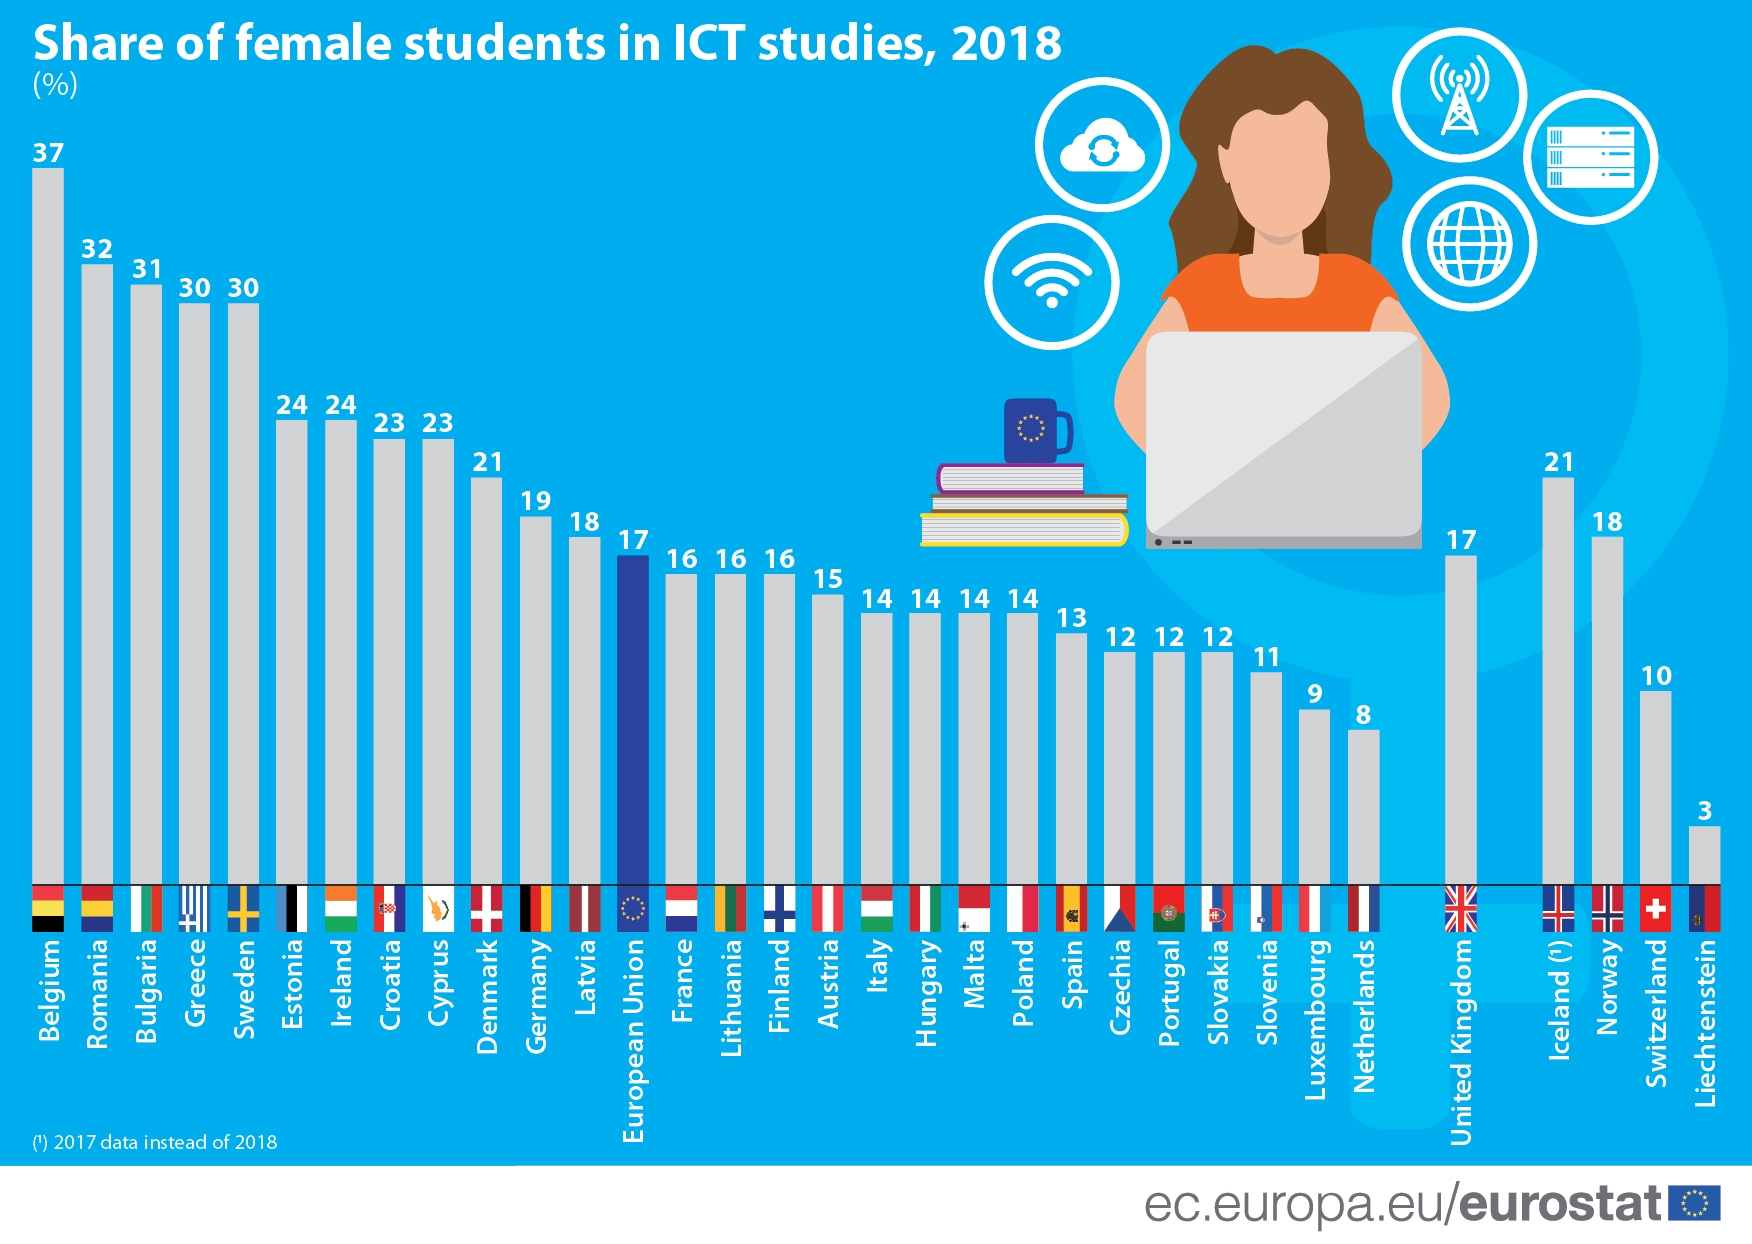 Share of female students in ICT studies, 2018
(%)
37
32
31
30
30
24
24
23
23
21
19
18
17
16
16
16
15
14
14
14
14
13
12
12
12
11
9
8
17
21
18
10
3
Belgium
Romania
Bulgaria
Greece
Sweden
Estonia
Ireland
Croatia
Cyprus
Denmark
Germany
Latvia
European Union
France
Lithuania
Finland
Austria
Italy
Hungary
Malta
Poland
Spain
Czechia
Portugal
Slovakia
Slovenia
Luxembourg
Netherlands
United Kingdom
Iceland (¹)
Norway
Switzerland
Liechtenstein
(¹) 2017 data instead of 2018
ec.europa.eu/eurostat